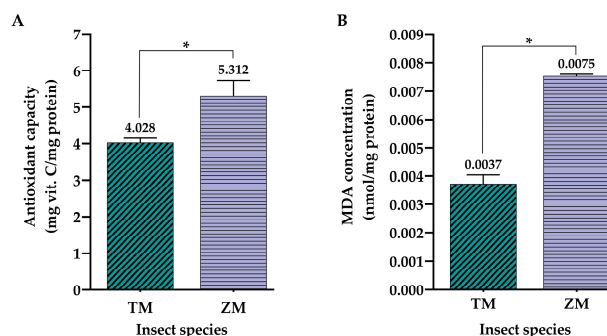 A
Antioxidant capacity
(mg vit. C/mg protein)
7
6
5
4
3
2
1
0
*
4.028
5.312
TM
ZM
Insect species
B
MDA concentration
(nmol/mg protein)
0.009
0.008
0.007
0.006
0.005
0.004
0.003
0.002
0.001
0.000
*
0.0037
0.0075
TM
ZM
Insect species